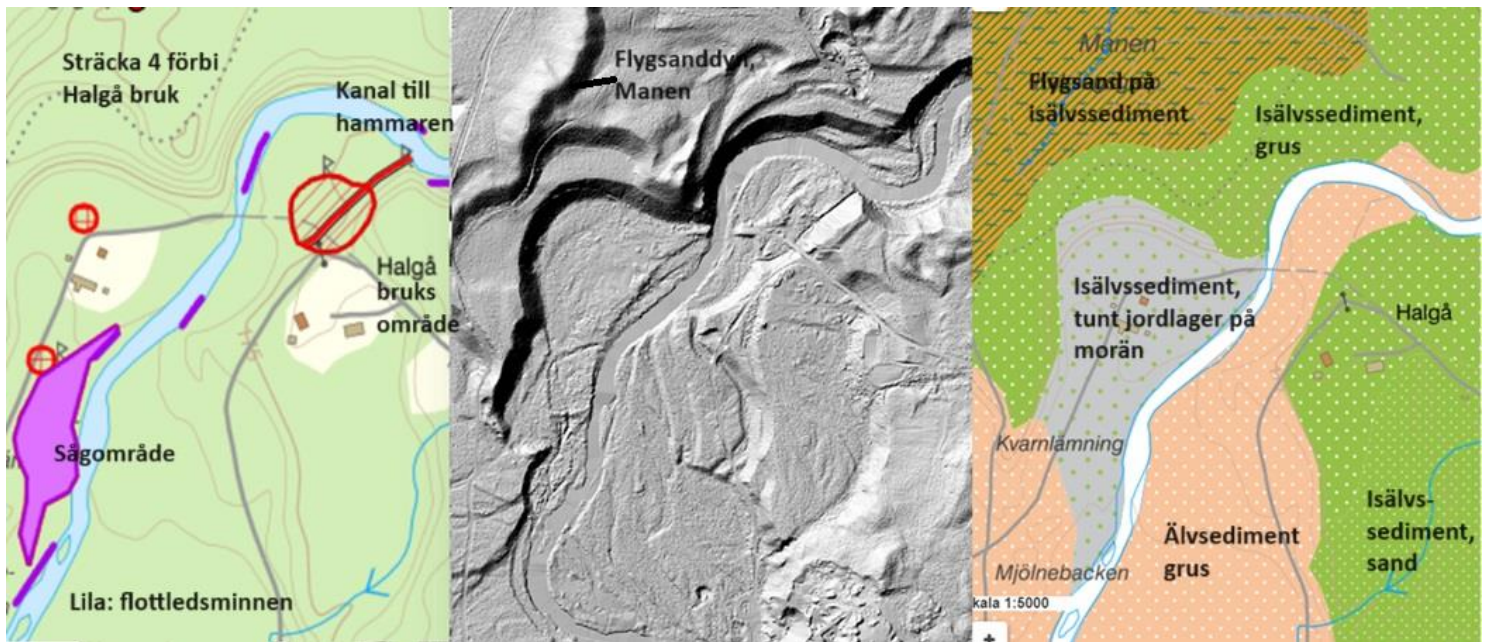 Sträcka 4 förbi
Halgå bruk
Kanal till
hammaren
Halgå
bruks
område
Sågområde
Lila: flottledsminnen
Flygsanddyn,
Manen
Manen
Flygsand på
isälvssediment
Isälvssediment,
grus
Isälvssediment,
tunt jordlager på
morän
Halgå
Kvarnlämning
Älvsediment
grus
Isälvs-
sediment,
sand
Mjölnebacken
kala 1:5000
+